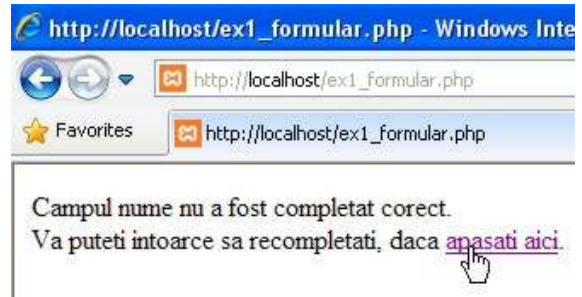 http://localhost/ex1_formular.php - Windows Inte
http://localhost/ex1_formular.php
Favorites
http://localhost/ex1_formular.php
Campul nume nu a fost completat corect.
Va puteti intoarce sa recompletati, daca apasati aici.